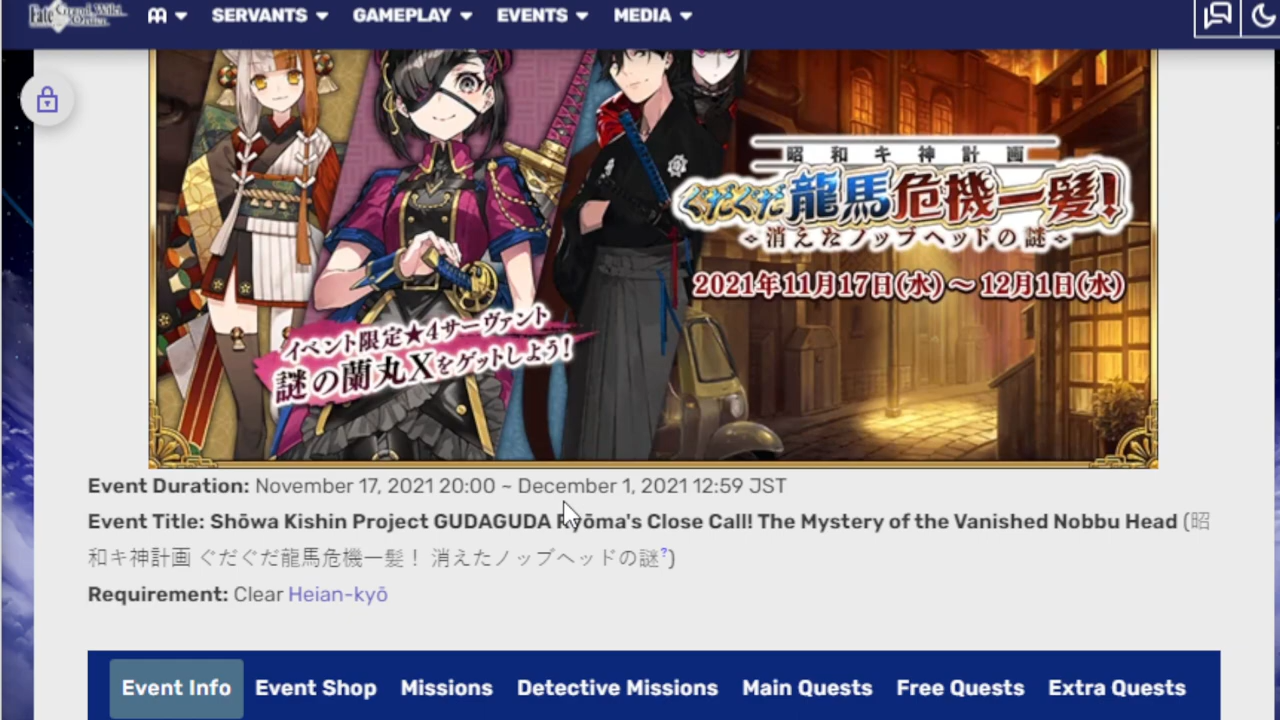 Fate Grand Wiki
SERVANTS GAMEPLAY EVENTS MEDIA
昭和キ神計画
ぐだぐだ龍馬危機一髪!
消えたノッブヘッドの謎
2021年11月17日(水)~12月1日(水)
イベント限定★4サーヴァント
謎の蘭丸Xをゲットしよう!
Event Duration: November 17, 2021 20:00 ~ December 1, 2021 12:59 JST
Event Title: Shōwa Kishin Project GUDAGUDA Ryōma's Close Call! The Mystery of the Vanished Nobbu Head (昭
和キ神計画 ぐだぐだ龍馬危機一髪! 消えたノッブヘッドの謎?)
Requirement: Clear Heian-kyō
Event Info Event Shop Missions Detective Missions Main Quests Free Quests Extra Quests